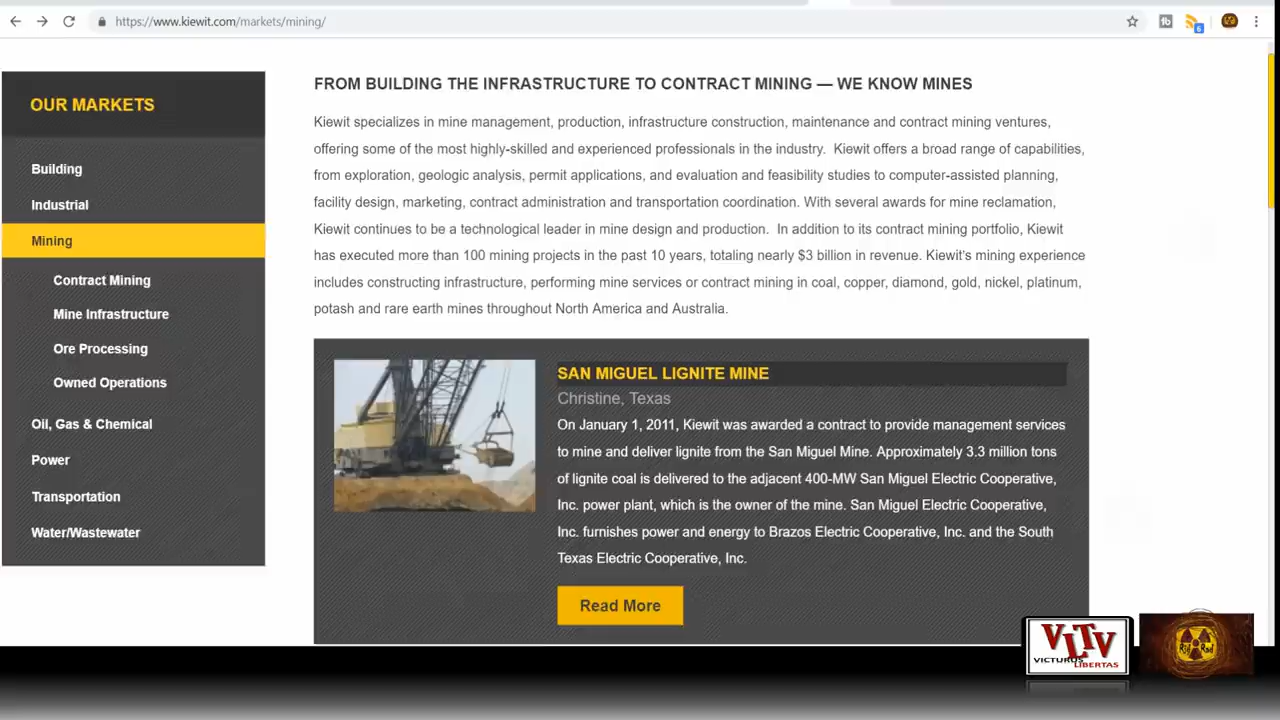 https://www.kiewit.com/markets/mining/
6
OUR MARKETS
Building
Industrial
Mining
Contract Mining
Mine Infrastructure
Ore Processing
Owned Operations
Oil, Gas & Chemical
Power
Transportation
Water/Wastewater
FROM BUILDING THE INFRASTRUCTURE TO CONTRACT MINING — WE KNOW MINES
Kiewit specializes in mine management, production, infrastructure construction, maintenance and contract mining ventures,
offering some of the most highly-skilled and experienced professionals in the industry. Kiewit offers a broad range of capabilities,
from exploration, geologic analysis, permit applications, and evaluation and feasibility studies to computer-assisted planning,
facility design, marketing, contract administration and transportation coordination. With several awards for mine reclamation,
Kiewit continues to be a technological leader in mine design and production. In addition to its contract mining portfolio, Kiewit
has executed more than 100 mining projects in the past 10 years, totaling nearly $3 billion in revenue. Kiewit's mining experience
includes constructing infrastructure, performing mine services or contract mining in coal, copper, diamond, gold, nickel, platinum,
potash and rare earth mines throughout North America and Australia.
SAN MIGUEL LIGNITE MINE
Christine, Texas
On January 1, 2011, Kiewit was awarded a contract to provide management services
to mine and deliver lignite from the San Miguel Mine. Approximately 3.3 million tons
of lignite coal is delivered to the adjacent 400-MW San Miguel Electric Cooperative,
Inc. power plant, which is the owner of the mine. San Miguel Electric Cooperative,
Inc. furnishes power and energy to Brazos Electric Cooperative, Inc. and the South
Texas Electric Cooperative, Inc.
Read More
VLTV
VICTURUS
LIBERTAS